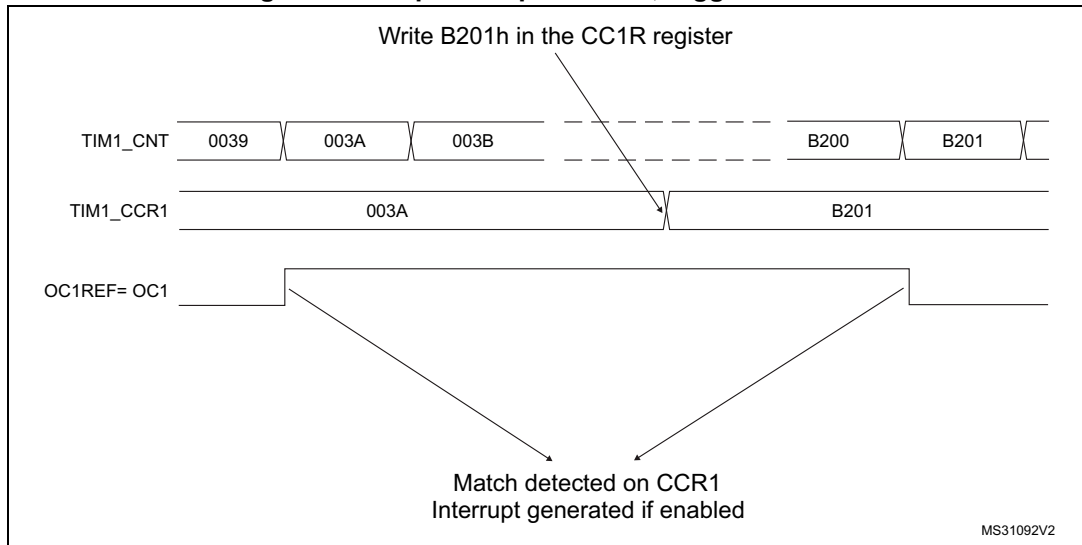 Write B201h in the CC1R register
TIM1_CNT 0039 003A 003B B200 B201
TIM1_CCR1 003A B201
OC1REF= OC1
Match detected on CCR1
Interrupt generated if enabled
MS31092V2